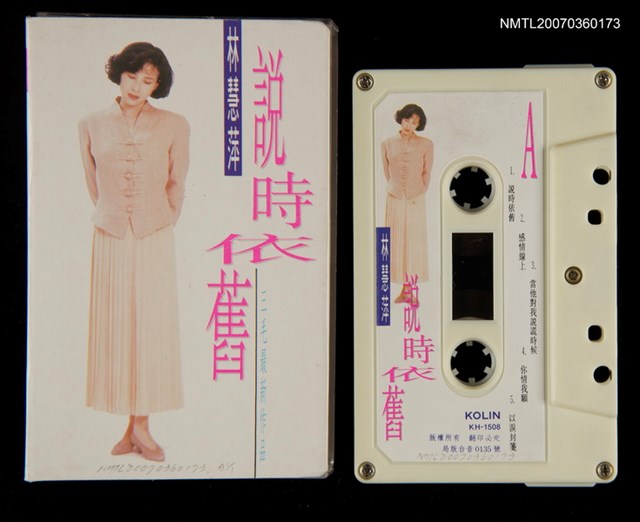 NMTL20070360173
林慧萍
說時依舊
NMTL20070360173, A/1
A
1. 說時依舊
2. 感情線上
3. 當他對我說謊時候
4. 你情我願
5. 以淚封箋
林慧萍
說時依舊
KOLIN
KH-1508
版權所有 翻印必究
局版台音0135號
NMTL20070360173